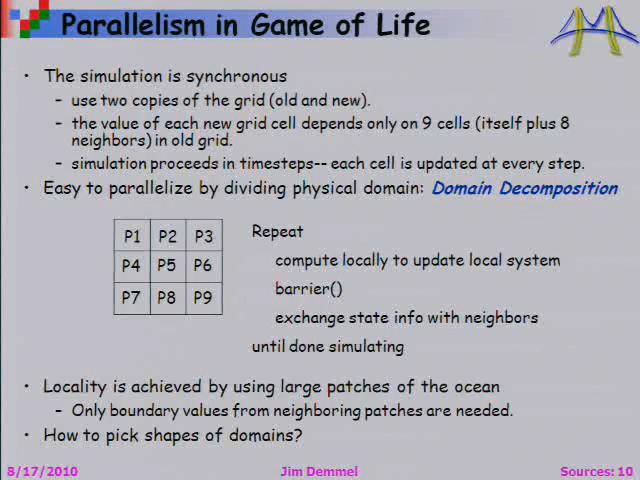 Parallelism in Game of Life
• The simulation is synchronous
– use two copies of the grid (old and new).
– the value of each new grid cell depends only on 9 cells (itself plus 8
neighbors) in old grid.
– simulation proceeds in timesteps-- each cell is updated at every step.
• Easy to parallelize by dividing physical domain: Domain Decomposition
P1 P2 P3
P4 P5 P6
P7 P8 P9
Repeat
compute locally to update local system
barrier()
exchange state info with neighbors
until done simulating
• Locality is achieved by using large patches of the ocean
– Only boundary values from neighboring patches are needed.
• How to pick shapes of domains?
8/17/2010 Jim Demmel Sources: 10